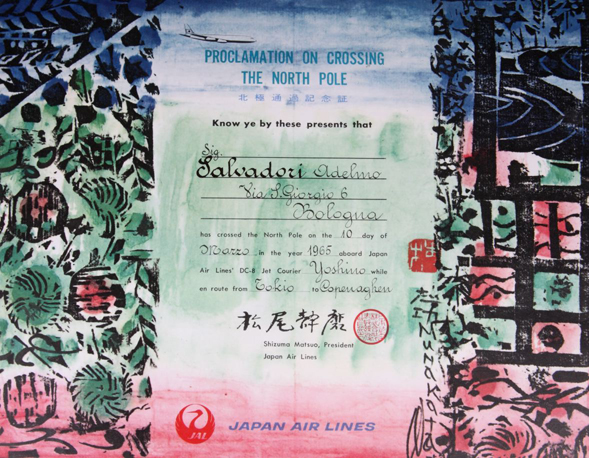 PROCLAMATION ON CROSSING
THE NORTH POLE
北極通過記念証
Know ye by these presents that
Sig.
Salvadori Adelmo
Via S. Giorgio 6
Bologna
has crossed the North Pole on the 10 day of
Marzo in the year 1965 aboard Japan
Air Lines' DC-8 Jet Courier Yoshino while
en route from Tokio to Copenaghen
松尾静磨
Shizuma Matsuo, President
Japan Air Lines
JAL
JAPAN AIR LINES